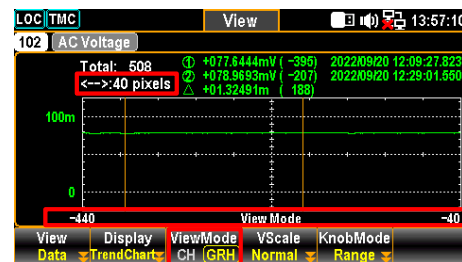 LOC TMC View 13:57:10
102 AC Voltage
Total: 508 ① +077.6444mV ( -395) 2022/09/20 12:09:27.823
<-->:40 pixels ② +078.9693mV ( -207) 2022/09/20 12:29:01.550
△ +01.32491m ( 188)
100m
0
-440 View Mode -40
View Display ViewMode VScale KnobMode
Data TrendChart CH GRH Normal Range